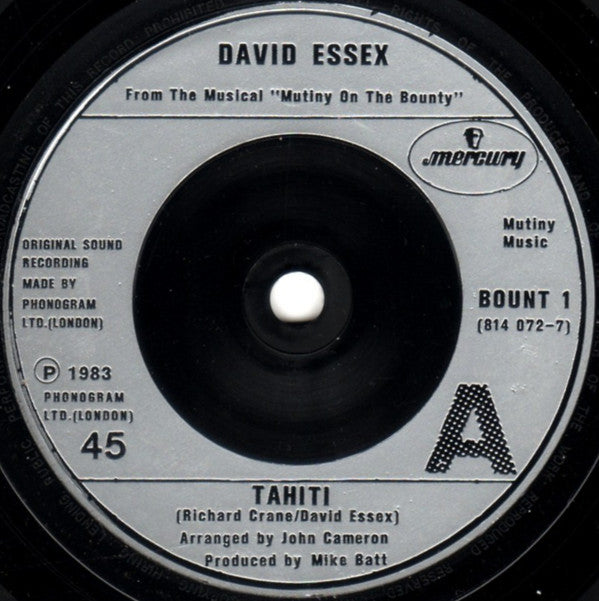 DAVID ESSEX
From The Musical "Mutiny On The Bounty"
mercury
Mutiny
Music
BOUNT 1
(814 072-7)
ORIGINAL SOUND
RECORDING
MADE BY
PHONOGRAM
LTD.(LONDON)
P 1983
PHONOGRAM
LTD.(LONDON)
45
A
TAHITI
(Richard Crane/David Essex)
Arranged by John Cameron
Produced by Mike Batt